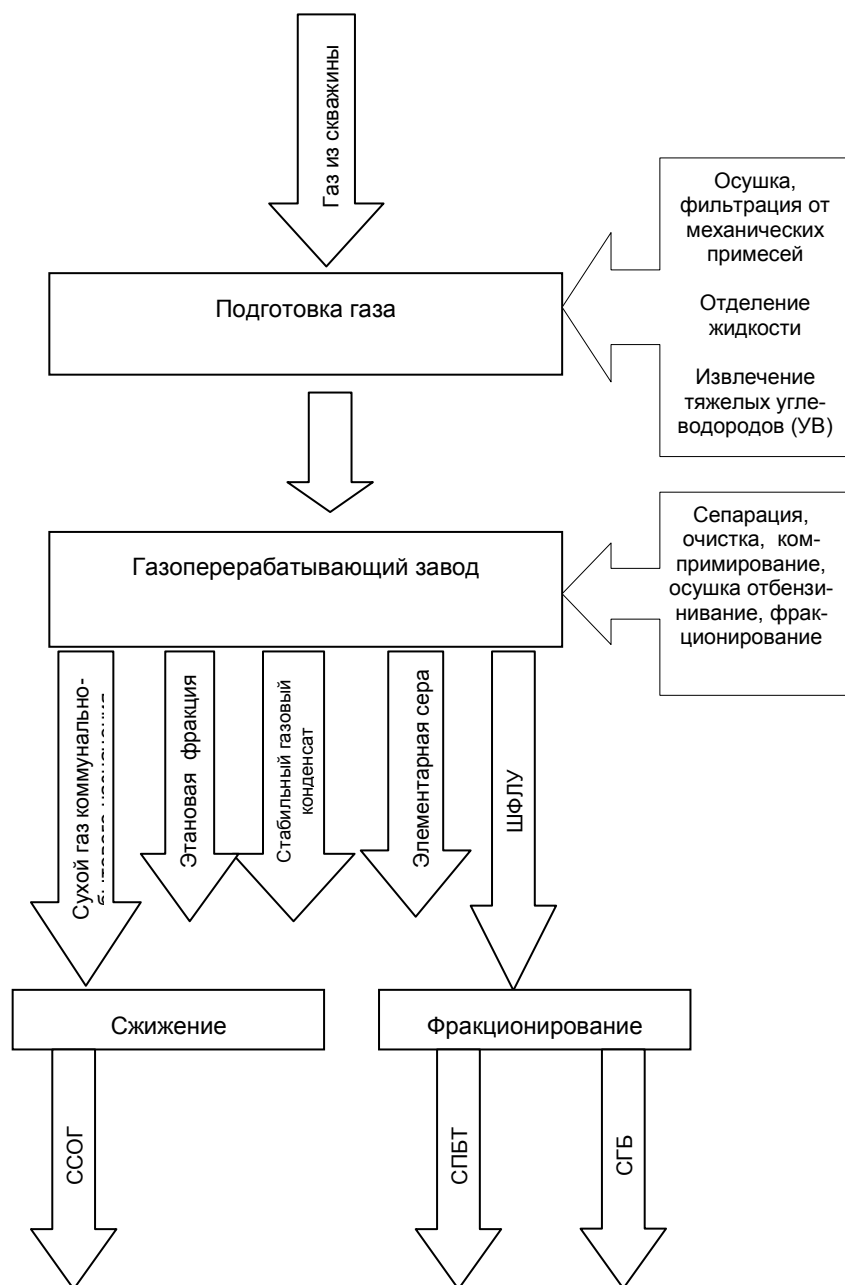 Газ из скважины
Осушка,
фильтрация от
механических
примесей
Отделение
жидкости
Извлечение
тяжелых угле-
водородов (УВ)
Подготовка газа
Сепарация,
очистка, ком-
примирование,
осушка отбензи-
нивание, фрак-
ционирование
Газоперерабатывающий завод
Сухой газ коммунально-
Этановая фракция
Стабильный газовый
конденсат
Элементарная сера
ШФЛУ
Сжижение
Фракционирование
ССОГ
СПБТ
СГБ